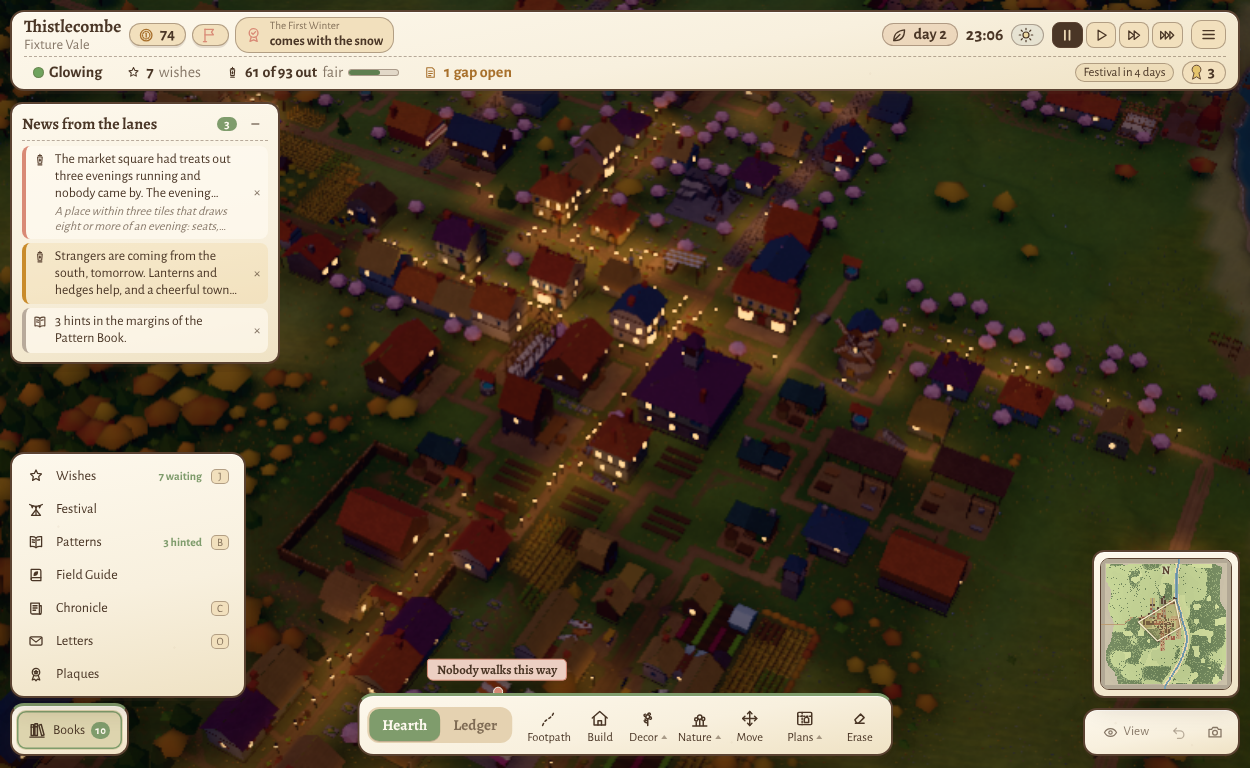 Thistlecombe
Fixture Vale
74
The First Winter
comes with the snow
day 2
23:06
Glowing
7 wishes
61 of 93 out fair
1 gap open
Festival in 4 days
3
News from the lanes
3
The market square had treats out
three evenings running and
nobody came by. The evening…
A place within three tiles that draws
eight or more of an evening: seats,…
Strangers are coming from the
south, tomorrow. Lanterns and
hedges help, and a cheerful town…
3 hints in the margins of the
Pattern Book.
Wishes 7 waiting J
Festival
Patterns 3 hinted B
Field Guide
Chronicle C
Letters O
Plaques
Books 10
Nobody walks this way
Hearth Ledger
Footpath Build Decor Nature Move Plans Erase
N
View